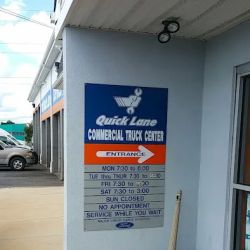 Quick Lane
COMMERCIAL TRUCK CENTER
ENTRANCE
MON 7:30 to 6:00
TUE thru THUR 7:30 to
FRI 7:30
SAT 7:30 to 3:00
SUN CLOSED
NO APPOINTMENT
SERVICE WHILE YOU WAIT
Ford